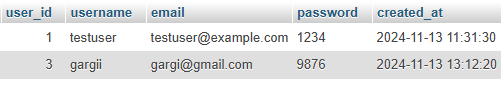 user_id username email password created_at
1 testuser testuser@example.com 1234 2024-11-13 11:31:30
3 gargii gargi@gmail.com 9876 2024-11-13 13:12:20